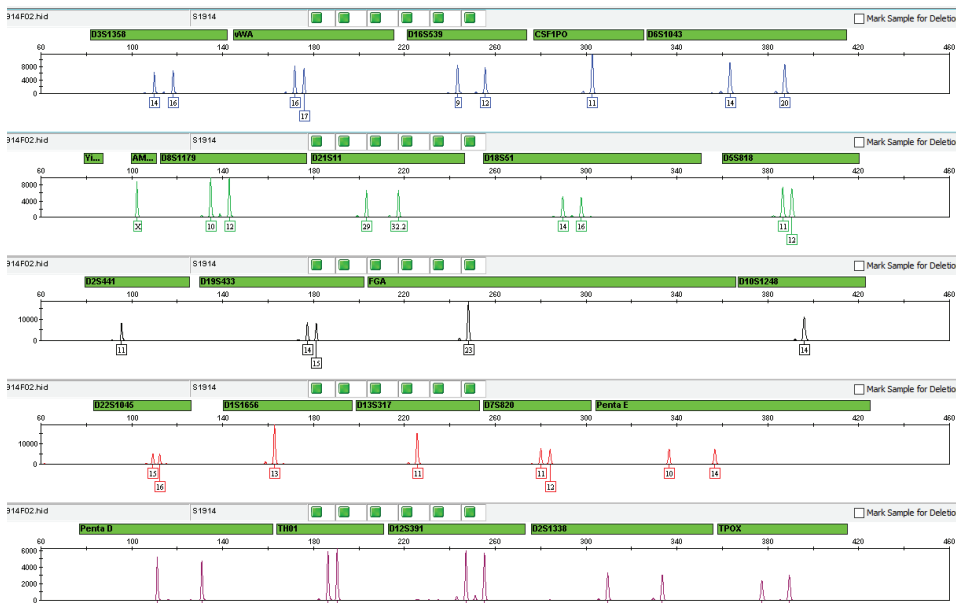 914F02.hid S1914 Mark Sample for Deletio
D3S1358 vWA D16S539 CSF1PO D6S1043
60 100 140 180 220 260 300 340 380 420 460
8000
4000
0
14 16 16 9 12 11 14 20
17
914F02.hid S1914 Mark Sample for Deletio
Yi... AM... D8S1179 D21S11 D18S51 D5S818
60 100 140 180 220 260 300 340 380 420 460
8000
4000
0
X 10 12 29 32.2 14 16 11
12
914F02.hid S1914 Mark Sample for Deletio
D2S441 D19S433 FGA D10S1248
60 100 140 180 220 260 300 340 380 420 460
10000
0
11 14 23 14
15
914F02.hid S1914 Mark Sample for Deletio
D22S1045 D1S1656 D13S317 D7S820 Penta E
60 100 140 180 220 260 300 340 380 420 460
10000
0
15 13 11 11 10 14
16 12
914F02.hid S1914 Mark Sample for Deletio
Penta D TH01 D12S391 D2S1338 TPOX
60 100 140 180 220 260 300 340 380 420 460
6000
4000
2000
0